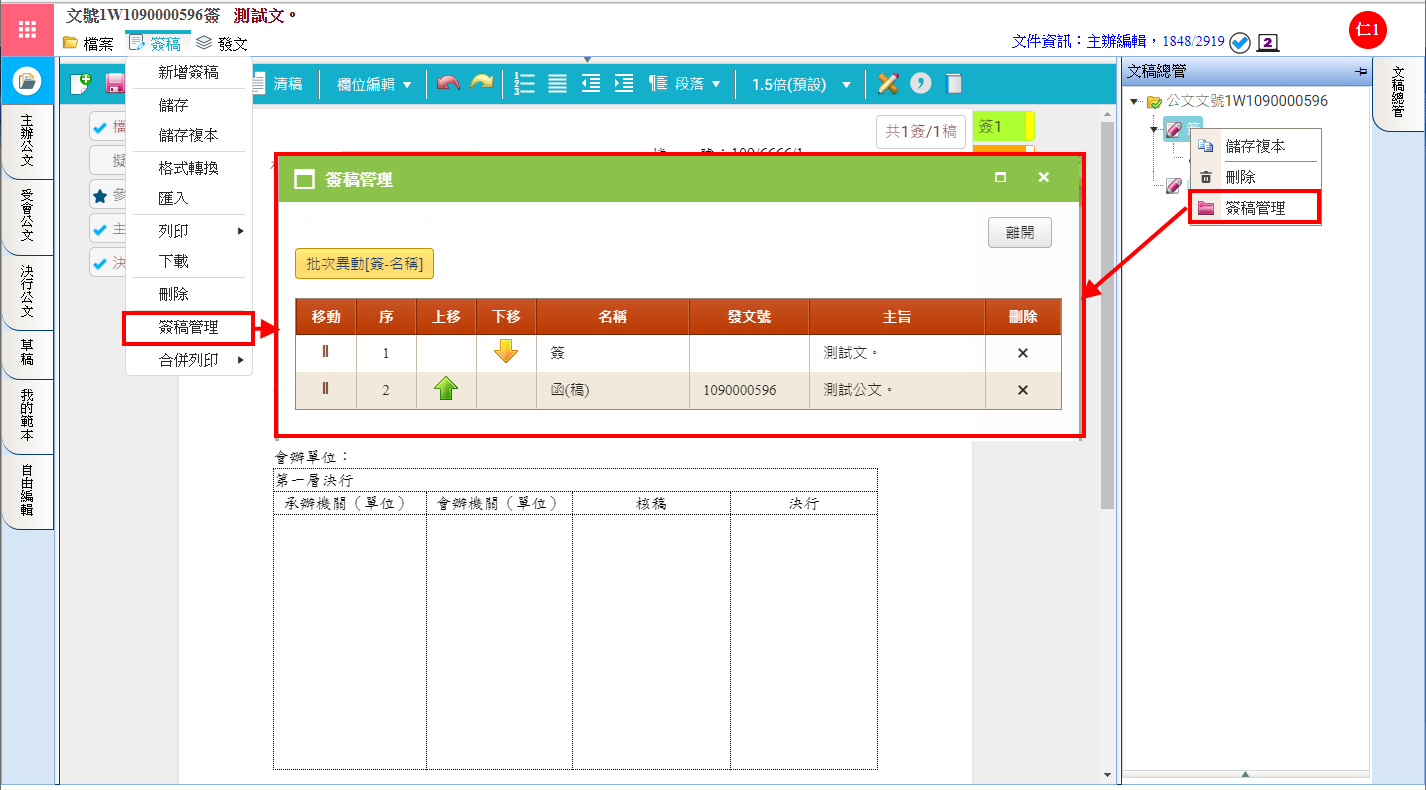 文號1W1090000596簽 測試文。
檔案 簽稿 發文
文件資訊：主辦編輯，1848/2919 2
仁1
主辦公文
受會公文
決行公文
草稿
我的範本
自由編輯
新增簽稿
儲存
儲存複本
格式轉換
匯入
列印
下載
刪除
簽稿管理
合併列印
清稿 欄位編輯 段落 1.5倍(預設)
檔
擬
參
主
決
共1簽/1稿
簽1
號：109/6666/1
簽稿管理
離開
批次異動[簽-名稱]
移動 序 上移 下移 名稱 發文號 主旨 刪除
1 簽 測試文。
2 函(稿) 1090000596 測試公文。
會辦單位：
第一層決行
承辦機關（單位） 會辦機關（單位） 核稿 決行
文稿總管
公文文號1W1090000596
簽
儲存複本
刪除
簽稿管理
文稿總管